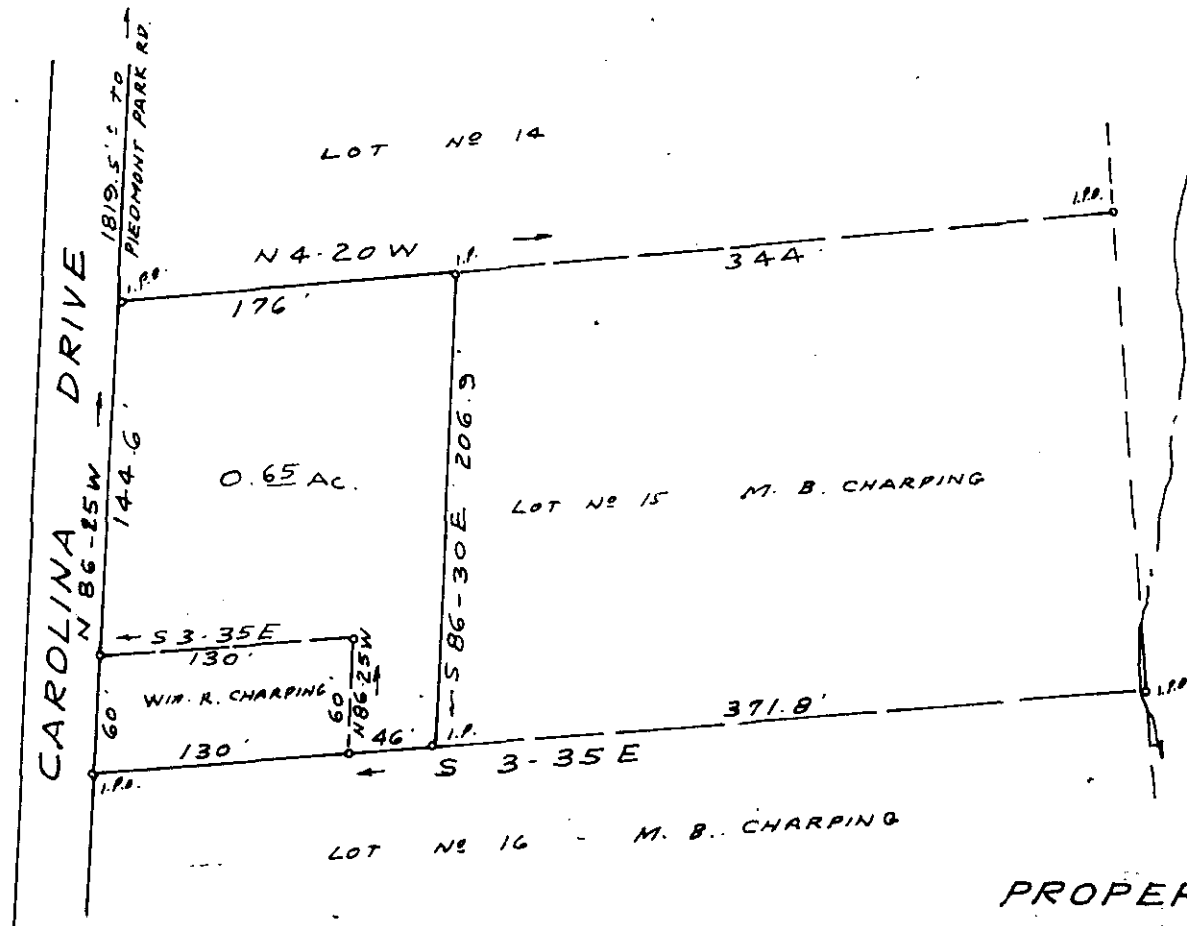 1819.5' ± TO
PIEDMONT PARK RD.
LOT Nº 14
I.P.O.
N 4-20 W
I.P.
344'
I.P.O.
176'
CAROLINA DRIVE
N 86-25 W
144.6'
0.65 AC.
S 86-30 E 206.9'
LOT Nº 15 M. B. CHARPING
S 3-35 E
130'
WM. R. CHARPING
60'
60'
N 86-25 W
130'
46'
I.P.
371.8'
I.P.O.
I.P.O.
S 3-35 E
LOT Nº 16 - M. B. CHARPING
PROPER